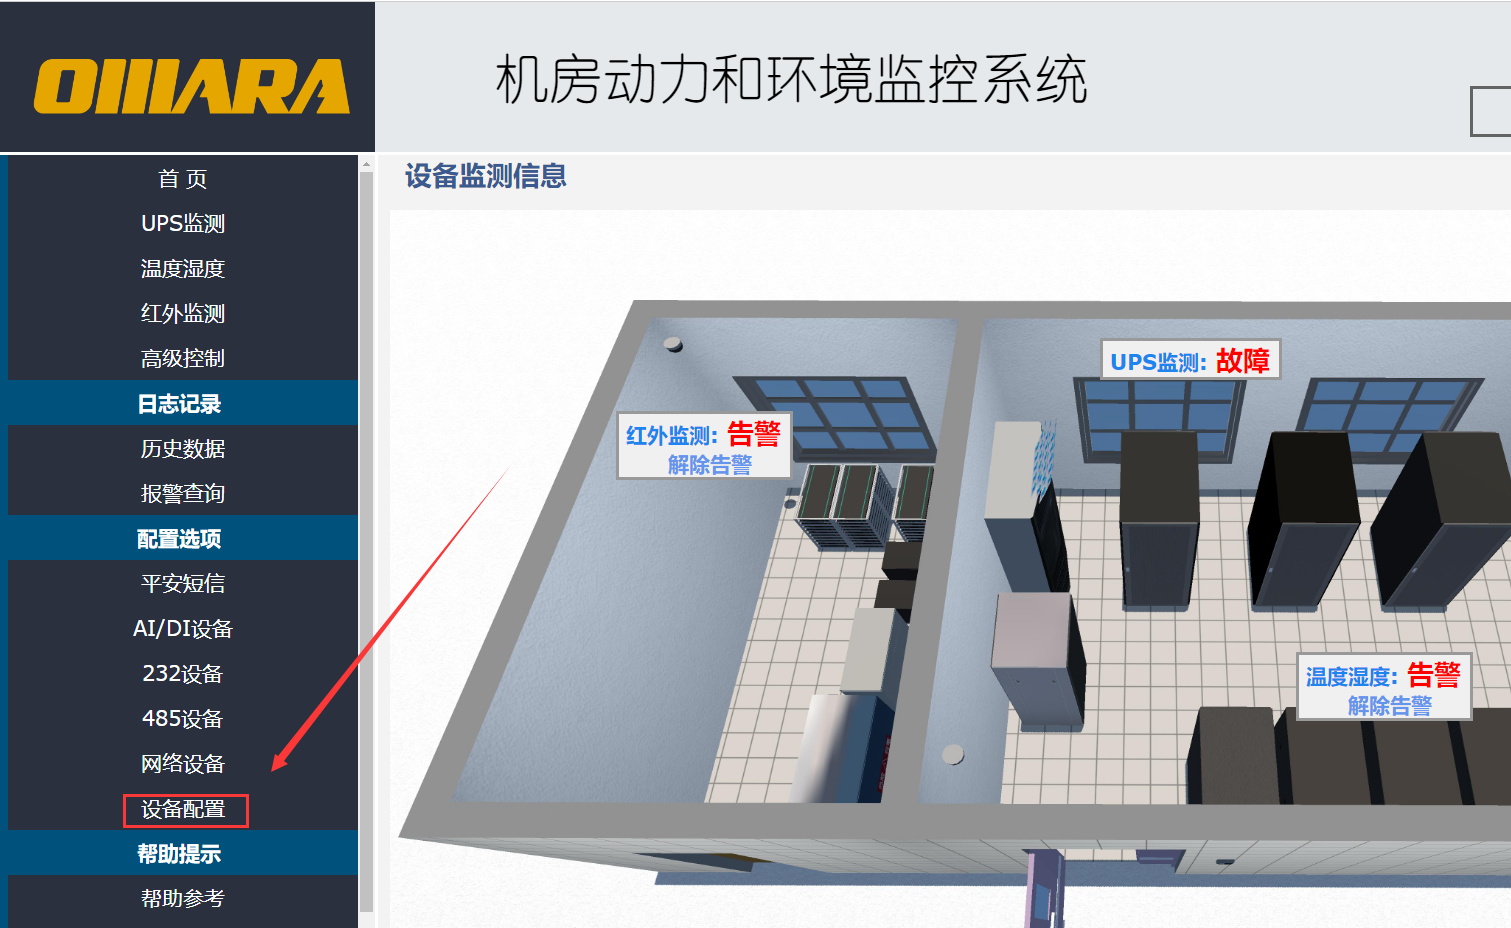 OMARA
机房动力和环境监控系统
首 页
UPS监测
温度湿度
红外监测
高级控制
日志记录
历史数据
报警查询
配置选项
平安短信
AI/DI设备
232设备
485设备
网络设备
设备配置
帮助提示
帮助参考
设备监测信息
UPS监测: 故障
红外监测: 告警
解除告警
温度湿度: 告警
解除告警